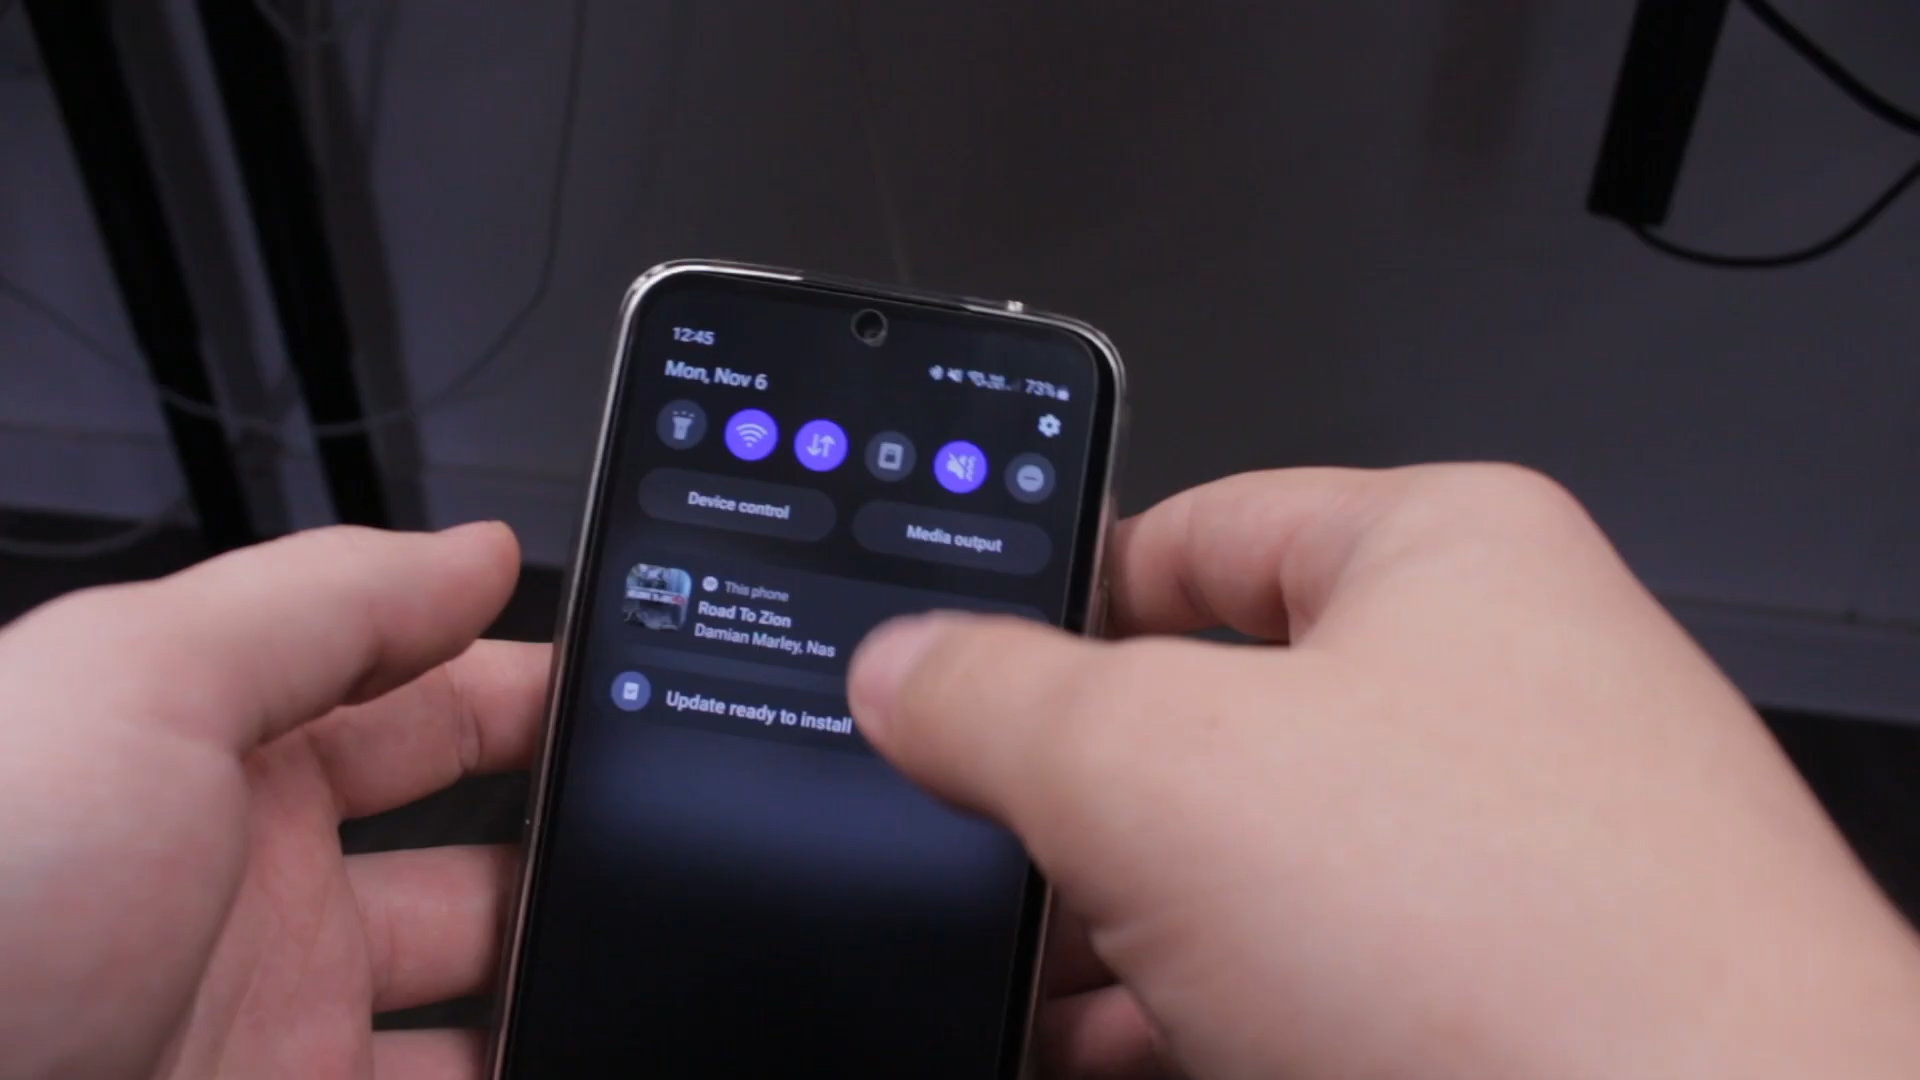 12:45
Mon, Nov 6
73%
Device control
Media output
This phone
Road To Zion
Damian Marley, Nas
Update ready to install